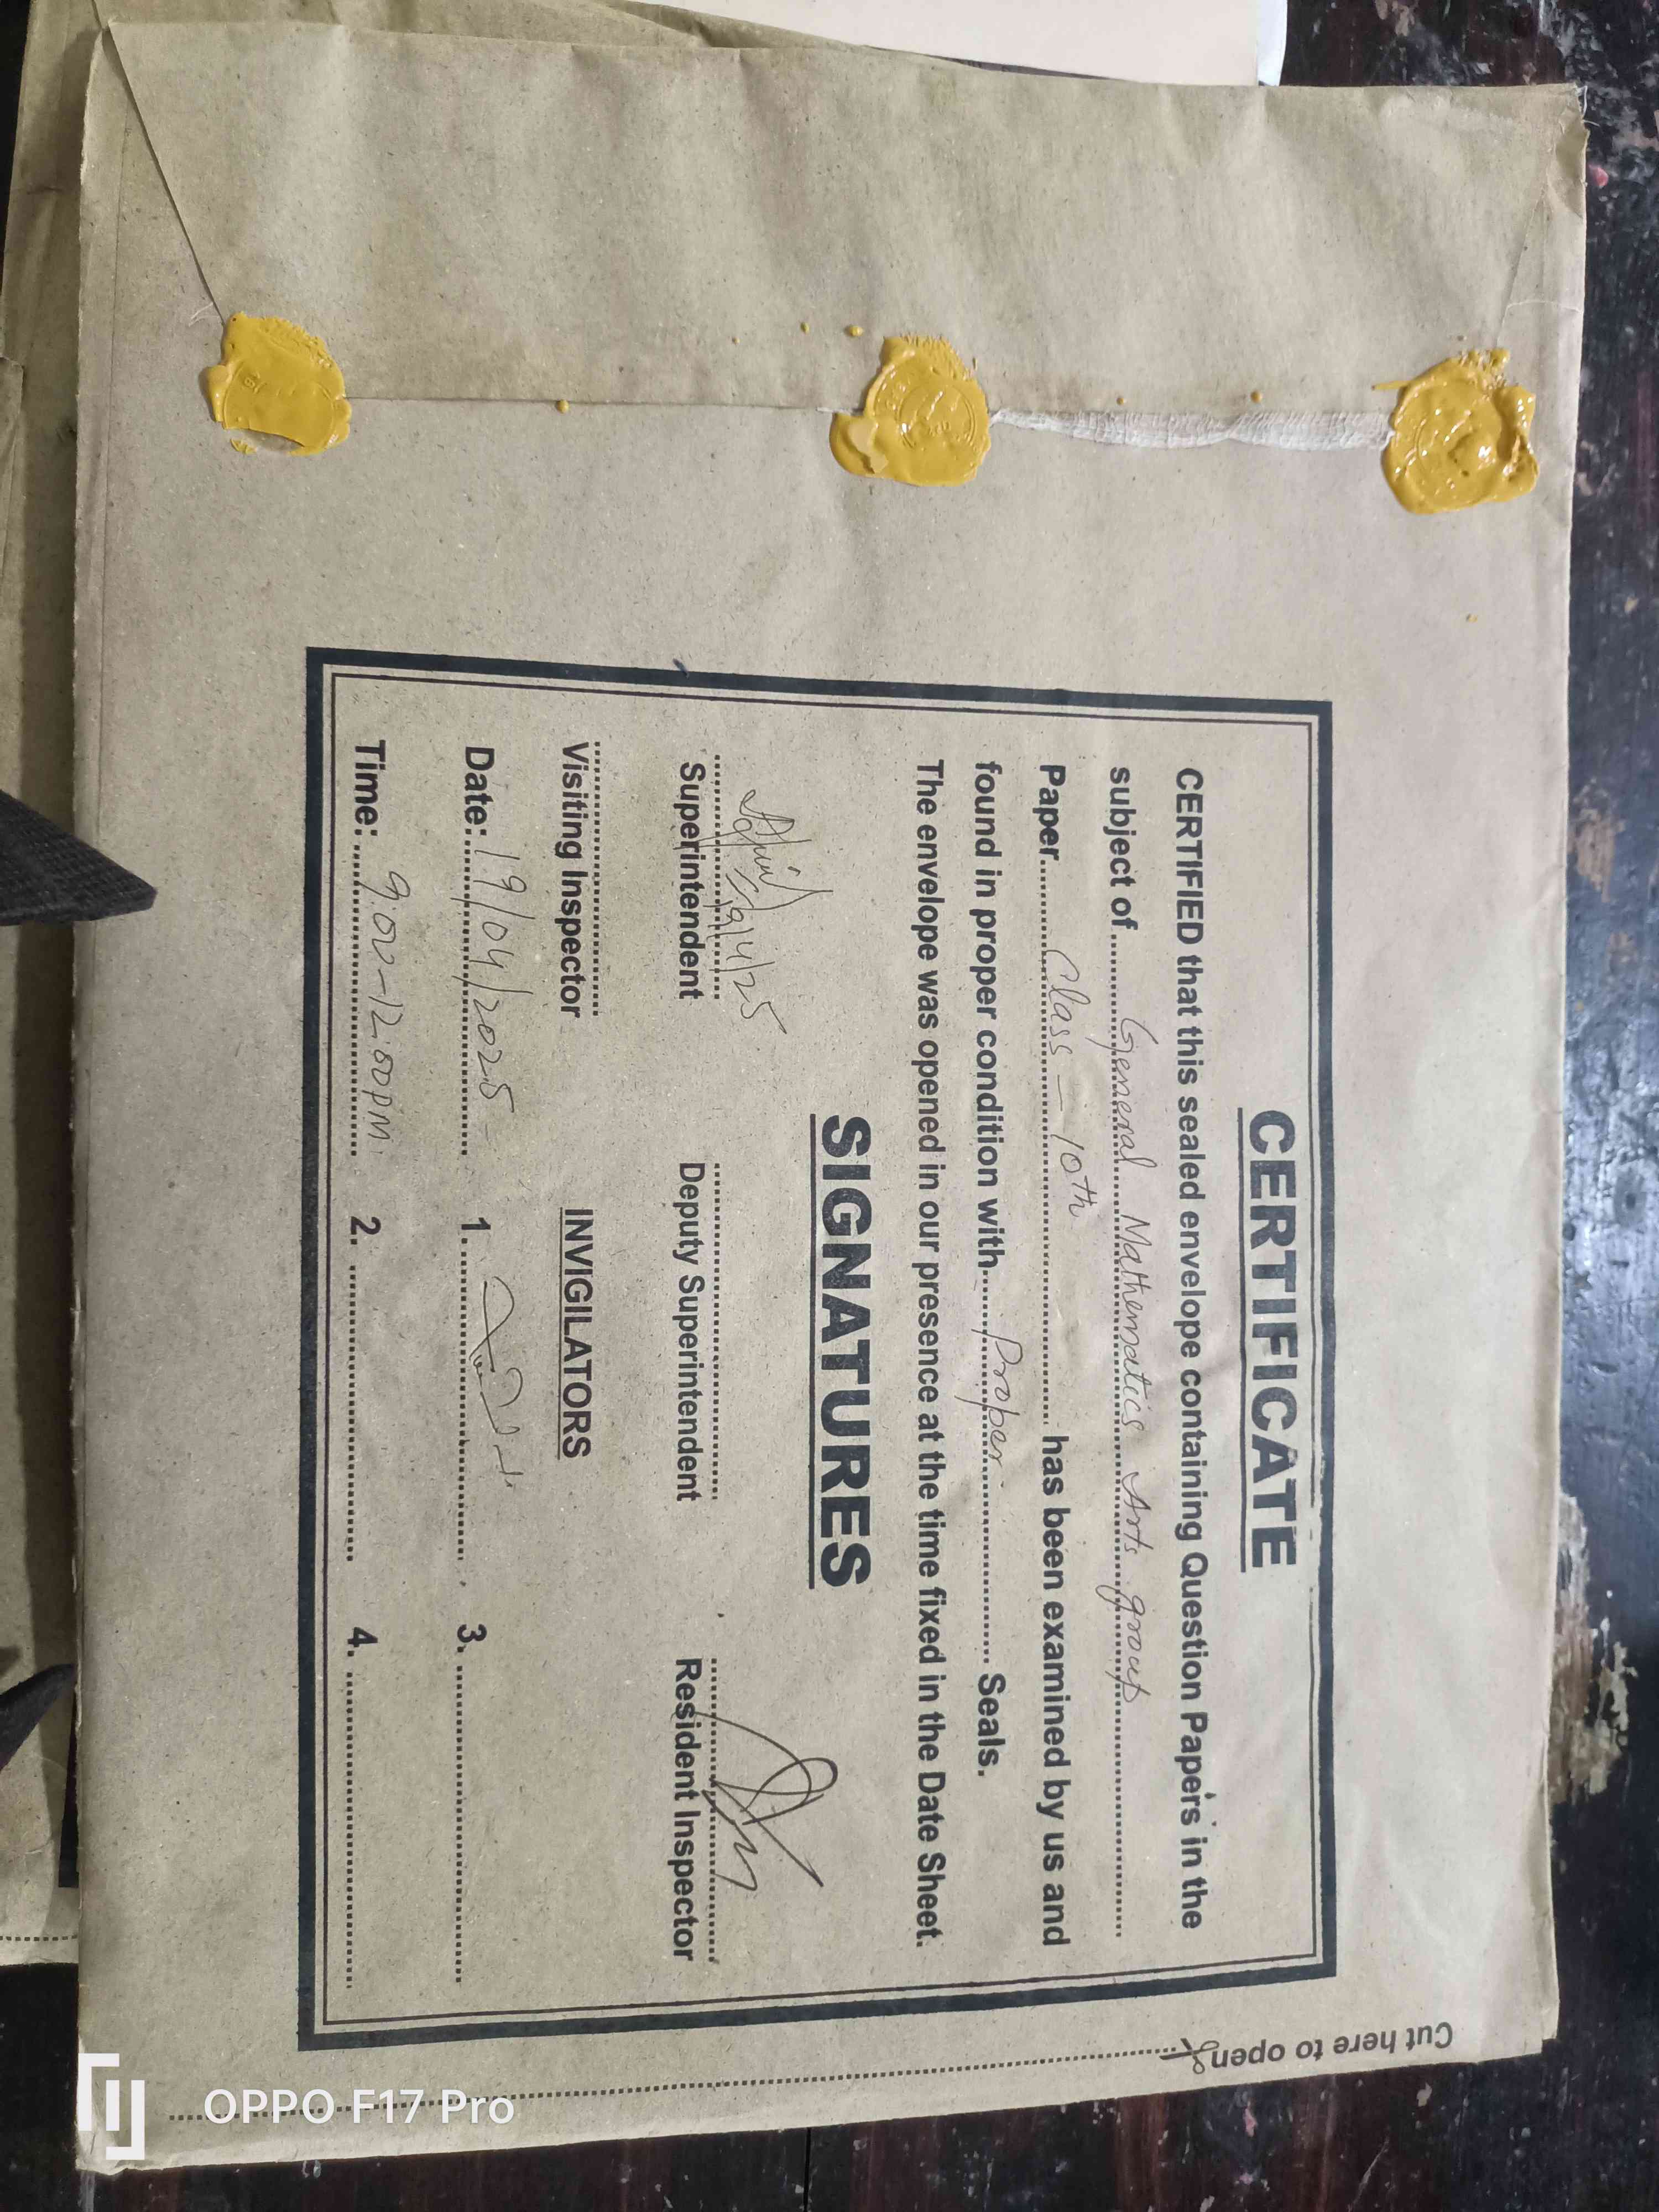 CERTIFICATE
CERTIFIED that this sealed envelope containing Question Papers in the
subject of General Mathematics Arts group
Paper Class - 10th has been examined by us and
found in proper condition with Proper Seals.
The envelope was opened in our presence at the time fixed in the Date Sheet.
SIGNATURES
19/4/25
Superintendent
Deputy Superintendent
Resident Inspector
Visiting Inspector
INVIGILATORS
Date: 19/04/2025
1.
3.
Time: 9:00-12:00PM
2.
4.
Cut here to open
OPPO F17 Pro